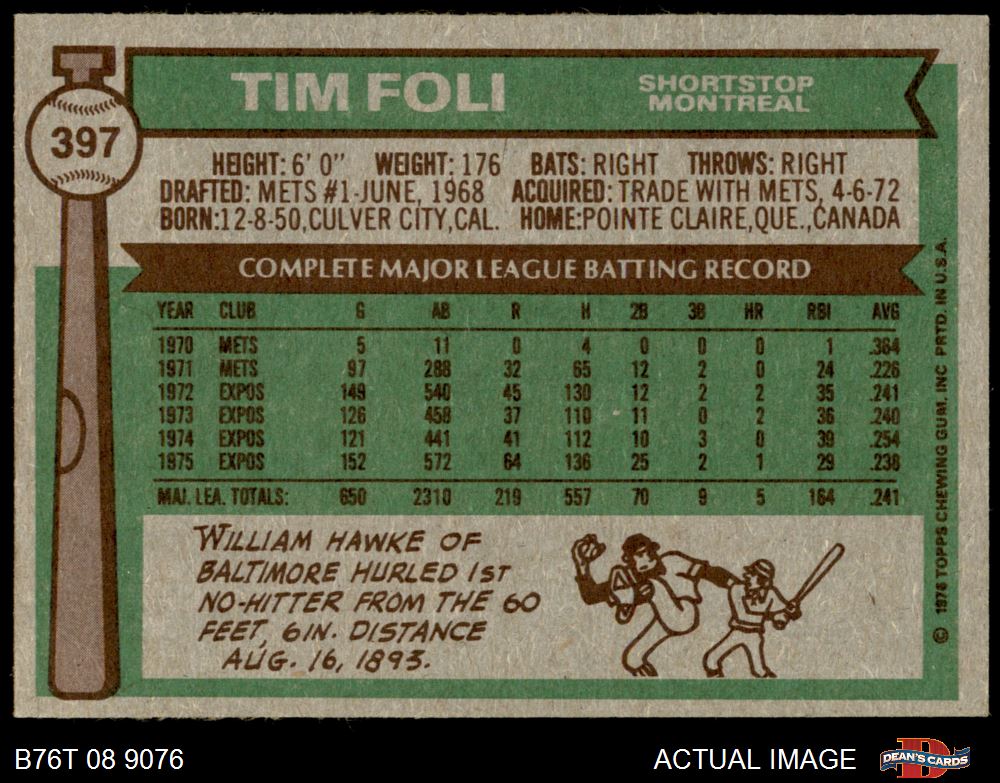 397
TIM FOLI
SHORTSTOP
MONTREAL
HEIGHT: 6' 0" WEIGHT: 176 BATS: RIGHT THROWS: RIGHT
DRAFTED: METS #1-JUNE, 1968 ACQUIRED: TRADE WITH METS, 4-6-72
BORN:12-8-50,CULVER CITY,CAL. HOME:POINTE CLAIRE,QUE.,CANADA
COMPLETE MAJOR LEAGUE BATTING RECORD
YEAR CLUB G AB R H 2B 3B HR RBI AVG
1970 METS 5 11 0 4 0 0 0 1 .364
1971 METS 97 288 32 65 12 2 0 24 .226
1972 EXPOS 149 540 45 130 12 2 2 35 .241
1973 EXPOS 126 458 37 110 11 0 2 36 .240
1974 EXPOS 121 441 41 112 10 3 0 39 .254
1975 EXPOS 152 572 64 136 25 2 1 29 .238
MAJ. LEA. TOTALS: 650 2310 219 557 70 9 5 164 .241
WILLIAM HAWKE OF
BALTIMORE HURLED 1ST
NO-HITTER FROM THE 60
FEET, 6IN. DISTANCE
AUG. 16, 1893.
© 1976 TOPPS CHEWING GUM, INC PRTD. IN U.S.A.
B76T 08 9076
ACTUAL IMAGE
D
DEAN'S CARDS